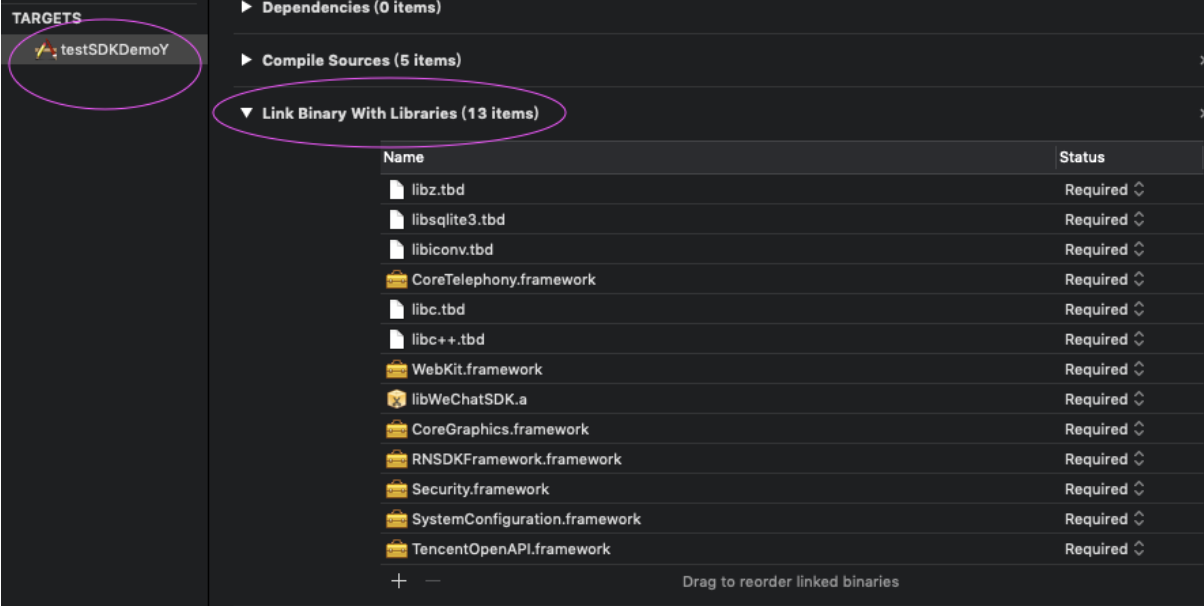 TARGETS
testSDKDemoY
Dependencies (0 items)
Compile Sources (5 items)
Link Binary With Libraries (13 items)
Name Status
libz.tbd Required
libsqlite3.tbd Required
libiconv.tbd Required
CoreTelephony.framework Required
libc.tbd Required
libc++.tbd Required
WebKit.framework Required
libWeChatSDK.a Required
CoreGraphics.framework Required
RNSDKFramework.framework Required
Security.framework Required
SystemConfiguration.framework Required
TencentOpenAPI.framework Required
Drag to reorder linked binaries